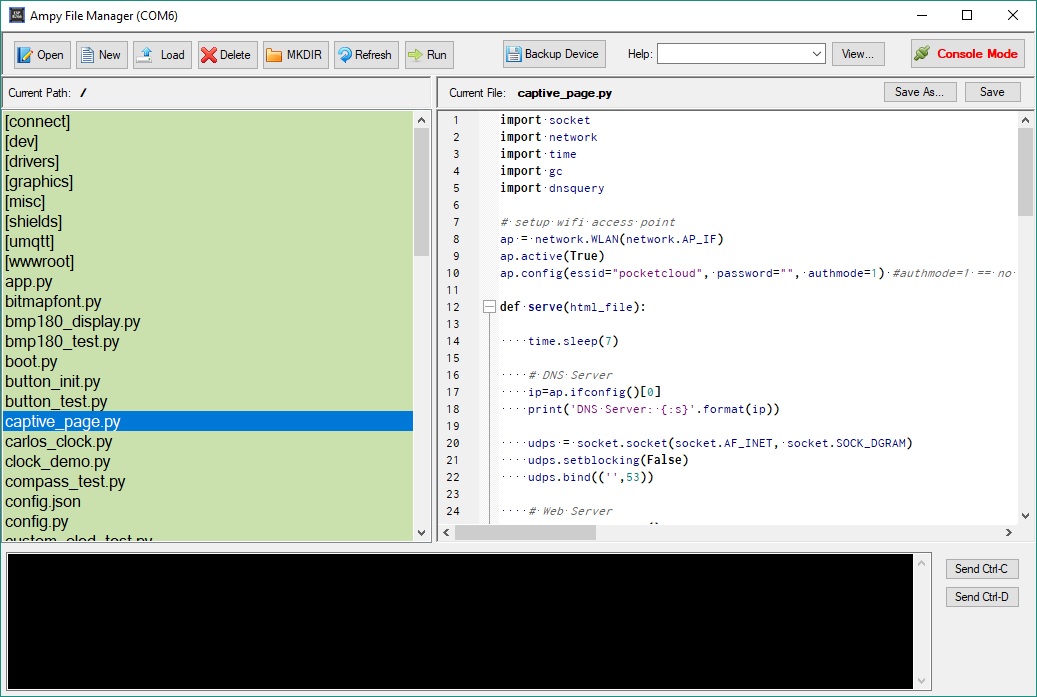 Ampy File Manager (COM6)
Open New Load Delete MKDIR Refresh Run Backup Device Help: View... Console Mode
Current Path: /
Current File: captive_page.py Save As... Save
[connect]
[dev]
[drivers]
[graphics]
[misc]
[shields]
[umqtt]
[wwwroot]
app.py
bitmapfont.py
bmp180_display.py
bmp180_test.py
boot.py
button_init.py
button_test.py
captive_page.py
carlos_clock.py
clock_demo.py
compass_test.py
config.json
config.py
custom_oled_test.py
1 import socket
2 import network
3 import time
4 import gc
5 import dnsquery
6
7 # setup wifi access point
8 ap = network.WLAN(network.AP_IF)
9 ap.active(True)
10 ap.config(essid="pocketcloud", password="", authmode=1) #authmode=1 == no
11
12 def serve(html_file):
13
14 time.sleep(7)
15
16 # DNS Server
17 ip=ap.ifconfig()[0]
18 print('DNS Server: {:s}'.format(ip))
19
20 udps = socket.socket(socket.AF_INET, socket.SOCK_DGRAM)
21 udps.setblocking(False)
22 udps.bind(('',53))
23
24 # Web Server
Send Ctrl-C
Send Ctrl-D